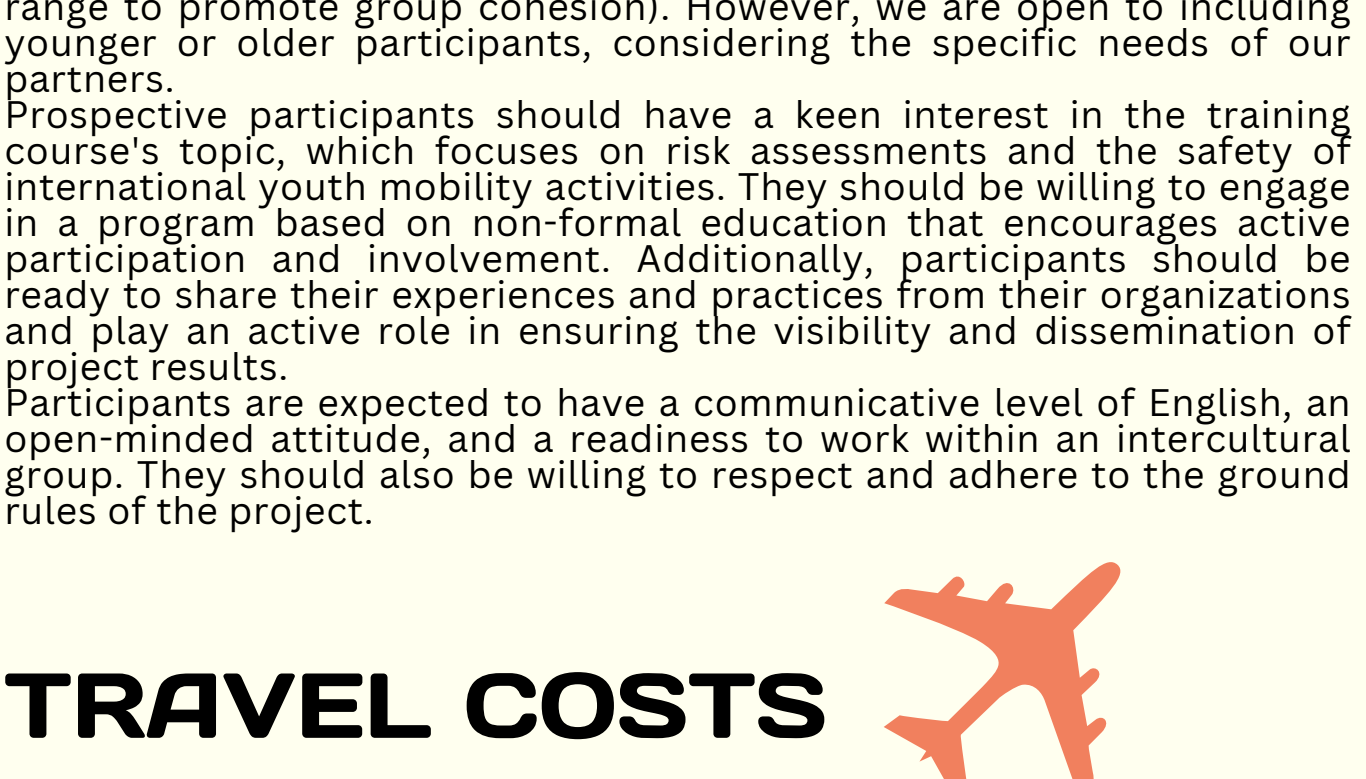 range to promote group cohesion). However, we are open to including
younger or older participants, considering the specific needs of our
partners.
Prospective participants should have a keen interest in the training
course's topic, which focuses on risk assessments and the safety of
international youth mobility activities. They should be willing to engage
in a program based on non-formal education that encourages active
participation and involvement. Additionally, participants should be
ready to share their experiences and practices from their organizations
and play an active role in ensuring the visibility and dissemination of
project results.
Participants are expected to have a communicative level of English, an
open-minded attitude, and a readiness to work within an intercultural
group. They should also be willing to respect and adhere to the ground
rules of the project.
TRAVEL COSTS